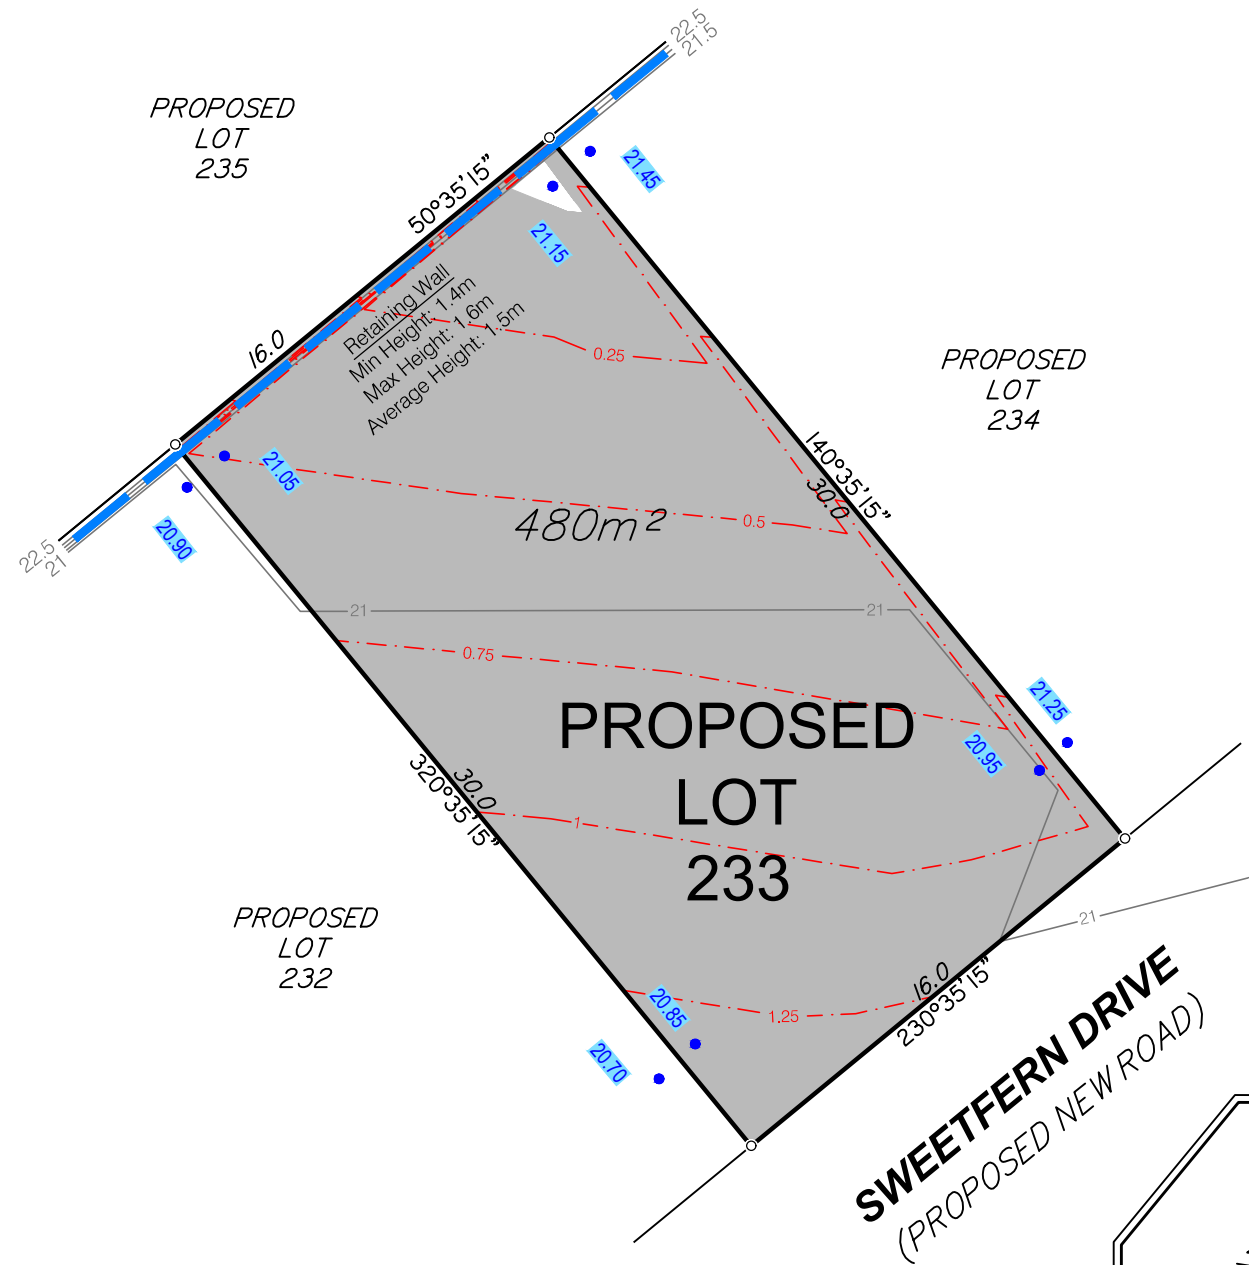 22.5
21.5
PROPOSED
LOT
235
50°35'15"
21.45
21.15
Retaining Wall
Min Height: 1.4m
Max Height: 1.6m
Average Height: 1.5m
16.0
0.25
PROPOSED
LOT
234
21.05
140°35'15"
30.0
20.90
480m²
0.5
22.5
21
21
21
0.75
21.25
20.95
PROPOSED
LOT
233
30.0
320°35'15"
1
PROPOSED
LOT
232
21
16.0
230°35'15"
20.85
1.25
20.70
SWEETFERN DRIVE
(PROPOSED NEW ROAD)